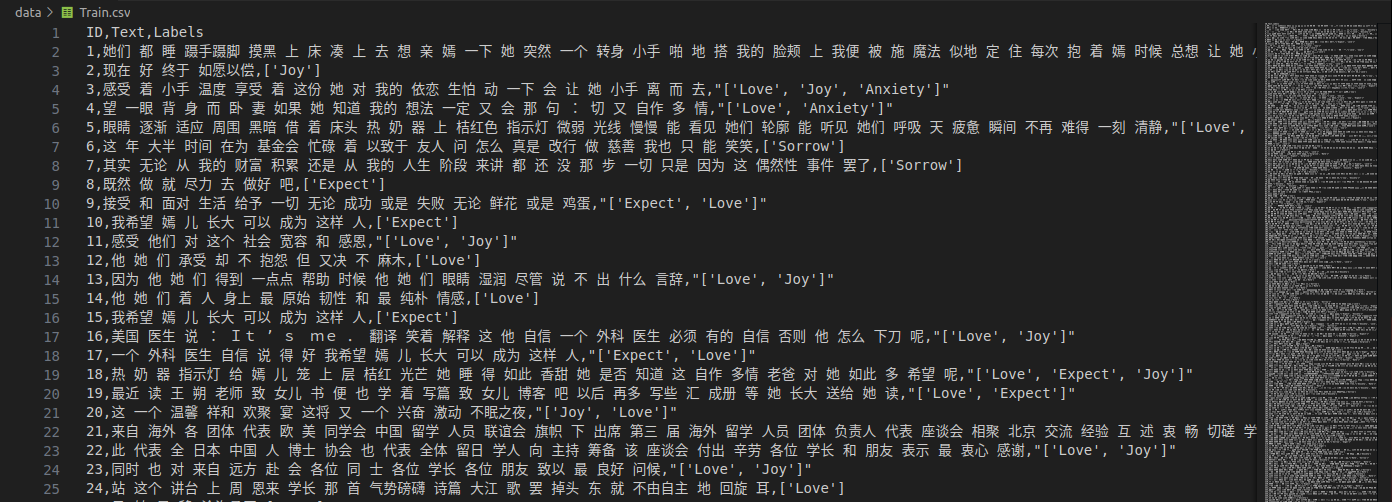 data > Train.csv
1 ID,Text,Labels
2 1,她们 都 睡 蹑手蹑脚 摸黑 上 床 凑 上 去 想 亲 嫣 一下 她 突然 一个 转身 小手 啪 地 搭 我的 脸颊 上 我便 被 施 魔法 似地 定 住 每次 抱 着 嫣 时候 总想 让 她
3 2,现在 好 终于 如愿以偿,['Joy']
4 3,感受 着 小手 温度 享受 着 这份 她 对 我的 依恋 生怕 动 一下 会 让 她 小手 离 而 去,"['Love', 'Joy', 'Anxiety']"
5 4,望 一眼 背 身 而 卧 妻 如果 她 知道 我的 想法 一定 又 会 那 句 : 切 又 自作 多 情,"['Love', 'Anxiety']"
6 5,眼睛 逐渐 适应 周围 黑暗 借 着 床头 热 奶 器 上 桔红色 指示灯 微弱 光线 慢慢 能 看见 她们 轮廓 能 听见 她们 呼吸 天 疲惫 瞬间 不再 难得 一刻 清静,"['Love',
7 6,这 年 大半 时间 在为 基金会 忙碌 着 以致于 友人 问 怎么 真是 改行 做 慈善 我也 只 能 笑笑,['Sorrow']
8 7,其实 无论 从 我的 财富 积累 还是 从 我的 人生 阶段 来讲 都 还 没 那 步 一切 只是 因为 这 偶然性 事件 罢了,['Sorrow']
9 8,既然 做 就 尽力 去 做好 吧,['Expect']
10 9,接受 和 面对 生活 给予 一切 无论 成功 或是 失败 无论 鲜花 或是 鸡蛋,"['Expect', 'Love']"
11 10,我希望 嫣 儿 长大 可以 成为 这样 人,['Expect']
12 11,感受 他们 对 这个 社会 宽容 和 感恩,"['Love', 'Joy']"
13 12,他 她 们 承受 却 不 抱怨 但 又决 不 麻木,['Love']
14 13,因为 他 她 们 得到 一点点 帮助 时候 他 她 们 眼睛 湿润 尽管 说 不 出 什么 言辞,"['Love', 'Joy']"
15 14,他 她 们 着 人 身上 最 原始 韧性 和 最 纯朴 情感,['Love']
16 15,我希望 嫣 儿 长大 可以 成为 这样 人,['Expect']
17 16,美国 医生 说 : It ’ s me . 翻译 笑着 解释 这 他 自信 一个 外科 医生 必须 有的 自信 否则 他 怎么 下刀 呢,"['Love', 'Joy']"
18 17,一个 外科 医生 自信 说 得 好 我希望 嫣 儿 长大 可以 成为 这样 人,"['Expect', 'Love']"
19 18,热 奶 器 指示灯 给 嫣 儿 笼 上 层 桔红 光芒 她 睡 得 如此 香甜 她 是否 知道 这 自作 多情 老爸 对 她 如此 多 希望 呢,"['Love', 'Expect', 'Joy']"
20 19,最近 读 王 朔 老师 致 女儿 书 便 也 学 着 写篇 致 女儿 博客 吧 以后 再多 写些 汇 成册 等 她 长大 送给 她 读,"['Love', 'Expect']"
21 20,这 一个 温馨 祥和 欢聚 宴 这将 又 一个 兴奋 激动 不眠之夜,"['Joy', 'Love']"
22 21,来自 海外 各 团体 代表 欧 美 同学会 中国 留学 人员 联谊会 旗帜 下 出席 第三 届 海外 留学 人员 团体 负责人 代表 座谈会 相聚 北京 交流 经验 互 述 衷 畅 切磋 学
23 22,此 代表 全 日本 中国 人 博士 协会 也 代表 全体 留日 学人 向 主持 筹备 该 座谈会 付出 辛劳 各位 学长 和 朋友 表示 最 衷心 感谢,"['Love', 'Joy']"
24 23,同时 也 对 来自 远方 赴 会 各位 同 士 各位 学长 各位 朋友 致以 最 良好 问候,"['Love', 'Joy']"
25 24,站 这个 讲台 上 周 恩来 学长 那 首 气势磅礴 诗篇 大江 歌 罢 掉头 东 就 不由自主 地 回旋 耳,['Love']